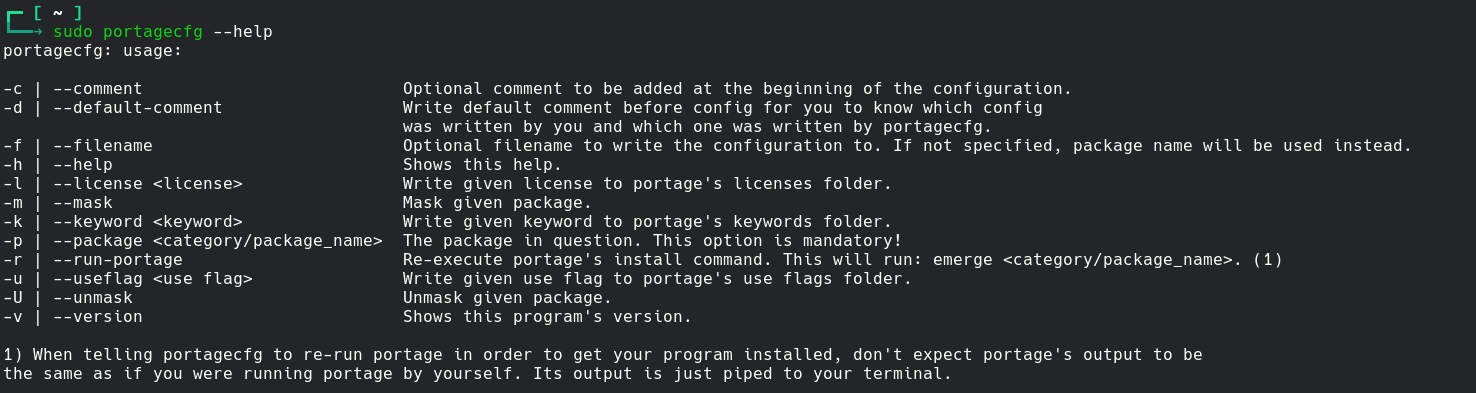 ┌─ [ ~ ]
└──→ sudo portagecfg --help
portagecfg: usage:

-c | --comment                          Optional comment to be added at the beginning of the configuration.
-d | --default-comment                  Write default comment before config for you to know which config
                                        was written by you and which one was written by portagecfg.
-f | --filename                         Optional filename to write the configuration to. If not specified, package name will be used instead.
-h | --help                             Shows this help.
-l | --license <license>                Write given license to portage's licenses folder.
-m | --mask                             Mask given package.
-k | --keyword <keyword>                Write given keyword to portage's keywords folder.
-p | --package <category/package_name>  The package in question. This option is mandatory!
-r | --run-portage                      Re-execute portage's install command. This will run: emerge <category/package_name>. (1)
-u | --useflag <use flag>               Write given use flag to portage's use flags folder.
-U | --unmask                           Unmask given package.
-v | --version                          Shows this program's version.

1) When telling portagecfg to re-run portage in order to get your program installed, don't expect portage's output to be
the same as if you were running portage by yourself. Its output is just piped to your terminal.